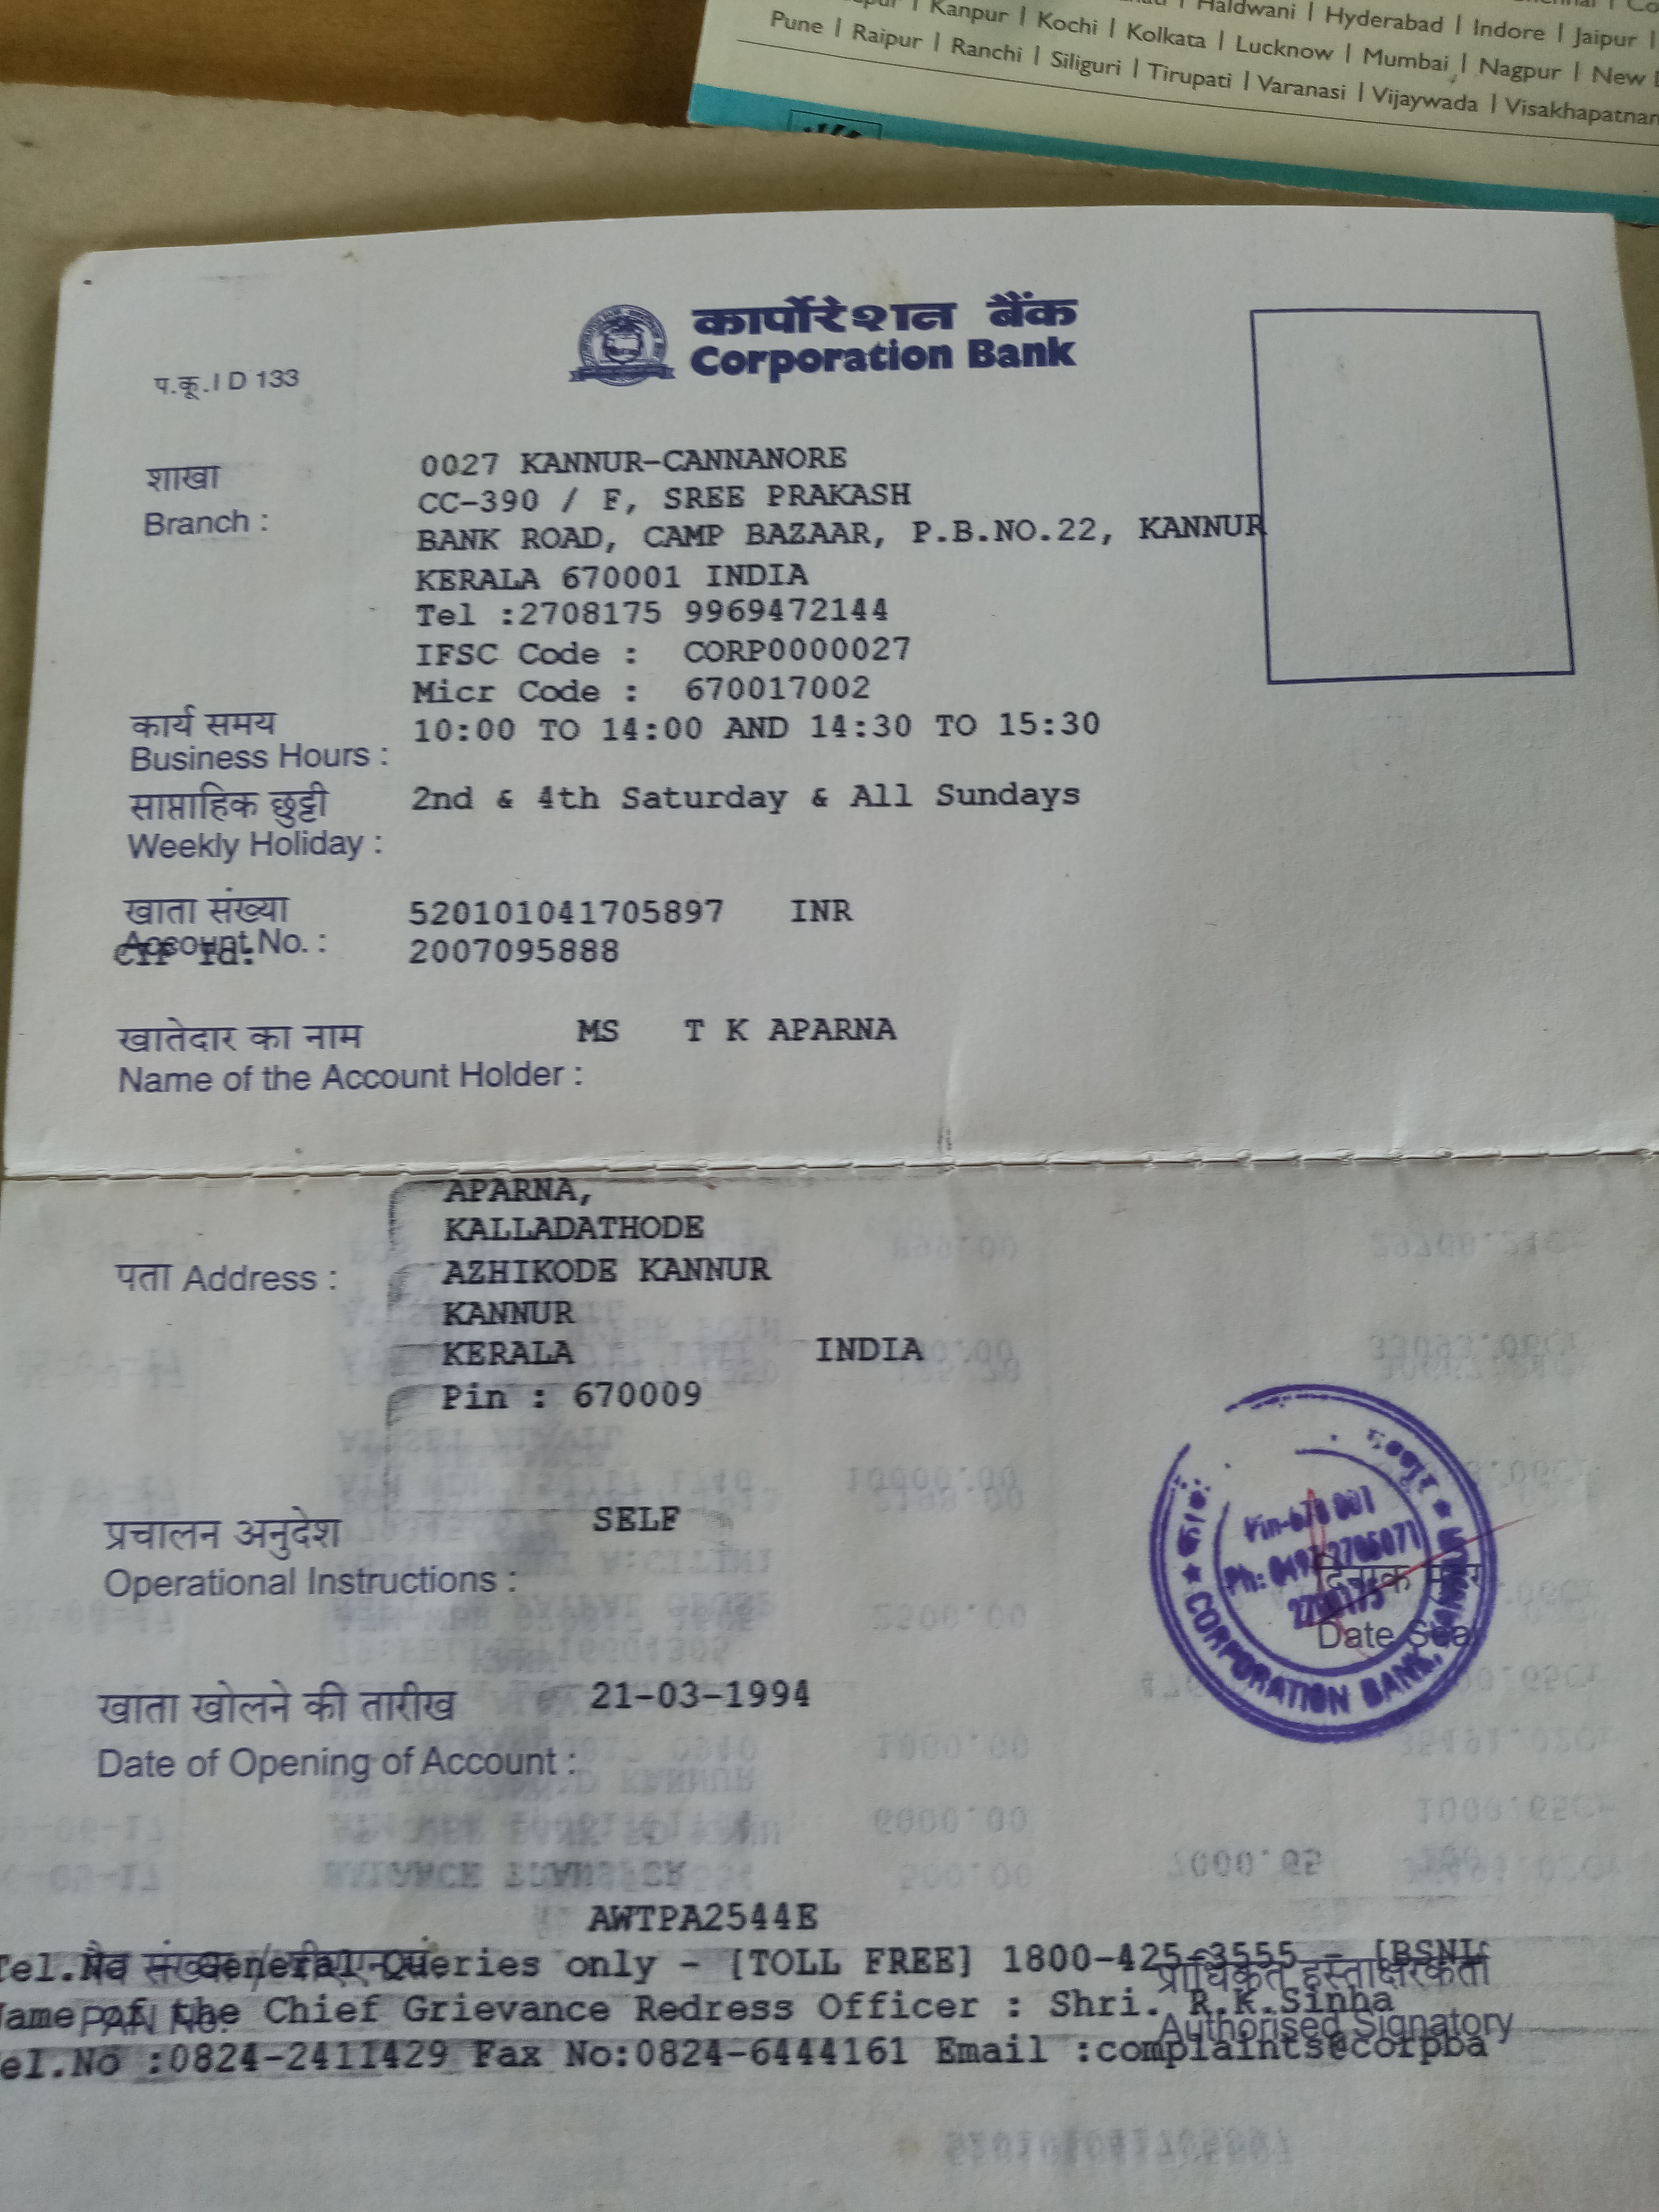 Kanpur | Kochi | Kolkata | Lucknow | Mumbai | Nagpur | New
Haldwani | Hyderabad | Indore | Jaipur |
Pune | Raipur | Ranchi | Siliguri | Tirupati | Varanasi | Vijaywada | Visakhapatnam
कार्पोरेशन बैंक
Corporation Bank
प.कू.I D 133
शाखा
Branch :
0027 KANNUR-CANNANORE
CC-390 / F, SREE PRAKASH
BANK ROAD, CAMP BAZAAR, P.B.NO.22, KANNUR
KERALA 670001 INDIA
Tel :2708175 9969472144
IFSC Code : CORP0000027
Micr Code : 670017002
कार्य समय
Business Hours : 10:00 TO 14:00 AND 14:30 TO 15:30
साप्ताहिक छुट्टी
Weekly Holiday : 2nd & 4th Saturday & All Sundays
खाता संख्या
Account No. : 520101041705897 INR
CIF Id: 2007095888
खातेदार का नाम
Name of the Account Holder : MS T K APARNA
पता Address :
APARNA,
KALLADATHODE
AZHIKODE KANNUR
KANNUR
KERALA INDIA
Pin : 670009
प्रचालन अनुदेश
Operational Instructions : SELF
CORPORATION BANK, KANNUR
Pin-670 001
Ph: 0497 2706071
2708175
Date Seal
खाता खोलने की तारीख
Date of Opening of Account : 21-03-1994
AWTPA2544E
Tel.No - General Queries only - [TOLL FREE] 1800-425-3555 - [BSNL
प्राधिकृत हस्ताक्षरकर्ता
Name of the Chief Grievance Redress Officer : Shri. R.K.Sinha
PAN No.
Authorised Signatory
Tel.No :0824-2411429 Fax No:0824-6444161 Email :complaints@corpba